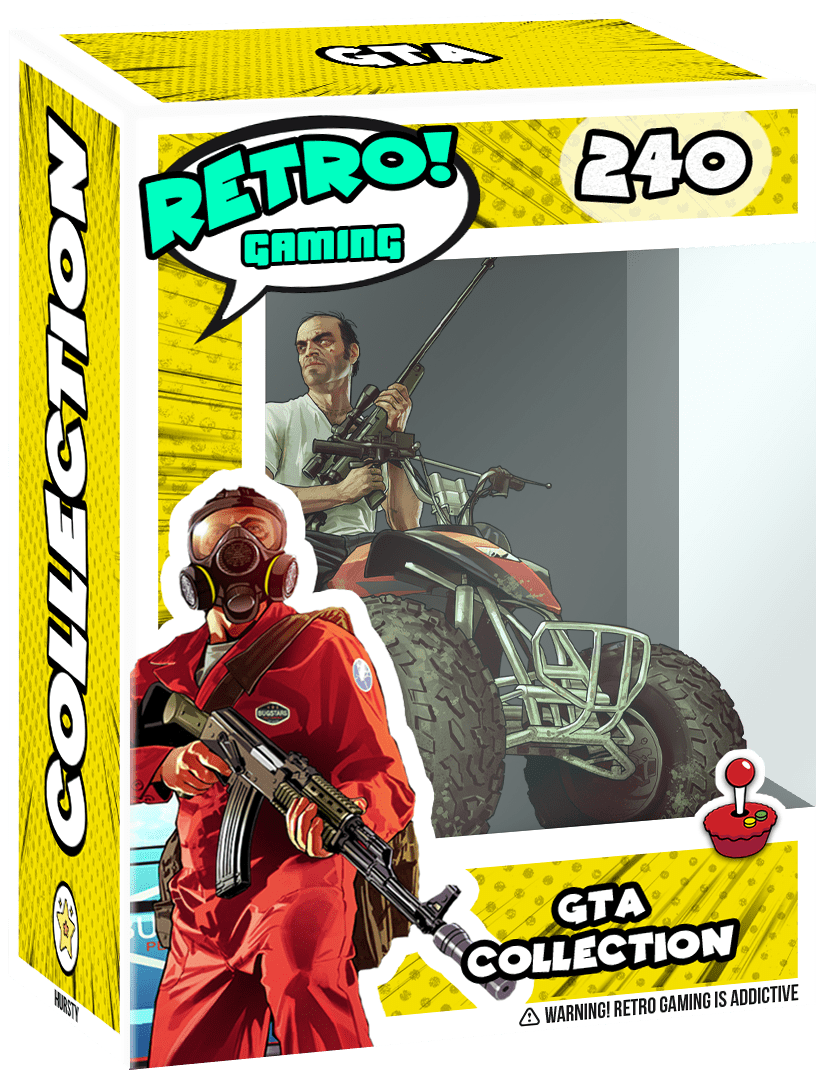 GTA
RETRO!
GAMING
240
COLLECTION
BUGSTARS
GTA
COLLECTION
HURSTY
WARNING! RETRO GAMING IS ADDICTIVE